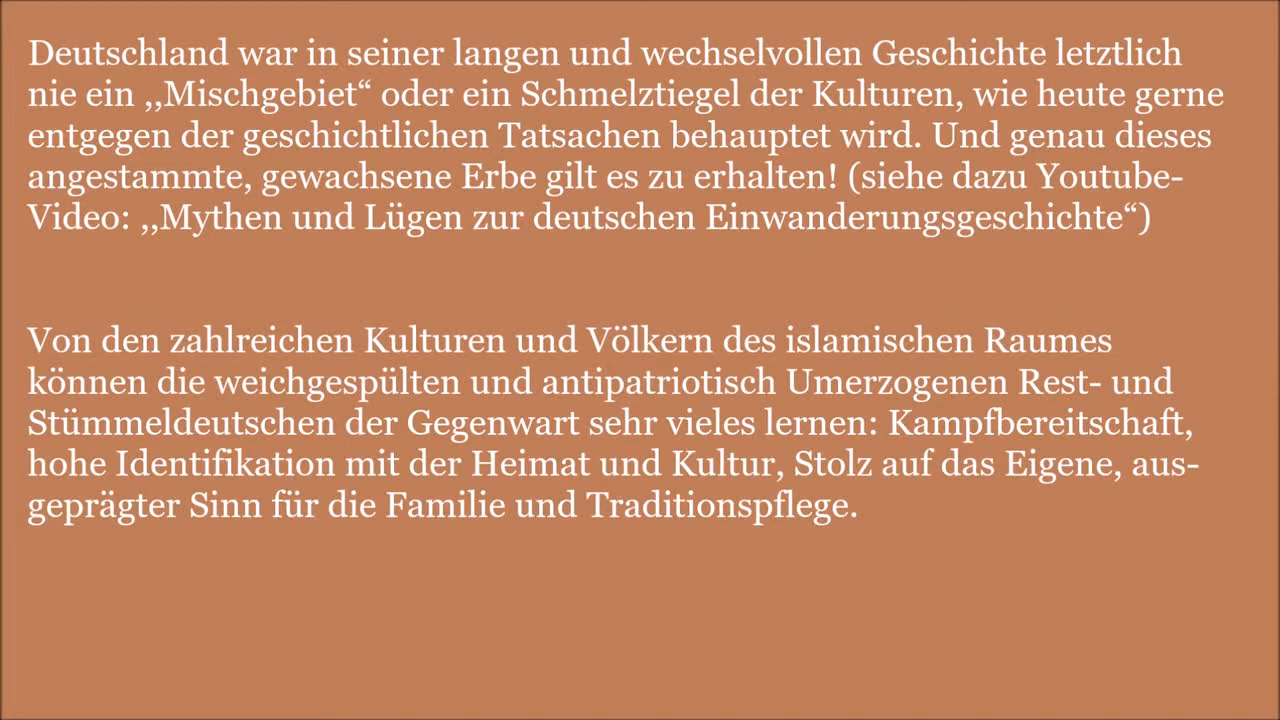 Deutschland war in seiner langen und wechselvollen Geschichte letztlich
nie ein ,,Mischgebiet“ oder ein Schmelztiegel der Kulturen, wie heute gerne
entgegen der geschichtlichen Tatsachen behauptet wird. Und genau dieses
angestammte, gewachsene Erbe gilt es zu erhalten! (siehe dazu Youtube-
Video: ,,Mythen und Lügen zur deutschen Einwanderungsgeschichte“)
Von den zahlreichen Kulturen und Völkern des islamischen Raumes
können die weichgespülten und antipatriotisch Umerzogenen Rest- und
Stümmeldeutschen der Gegenwart sehr vieles lernen: Kampfbereitschaft,
hohe Identifikation mit der Heimat und Kultur, Stolz auf das Eigene, aus-
geprägter Sinn für die Familie und Traditionspflege.